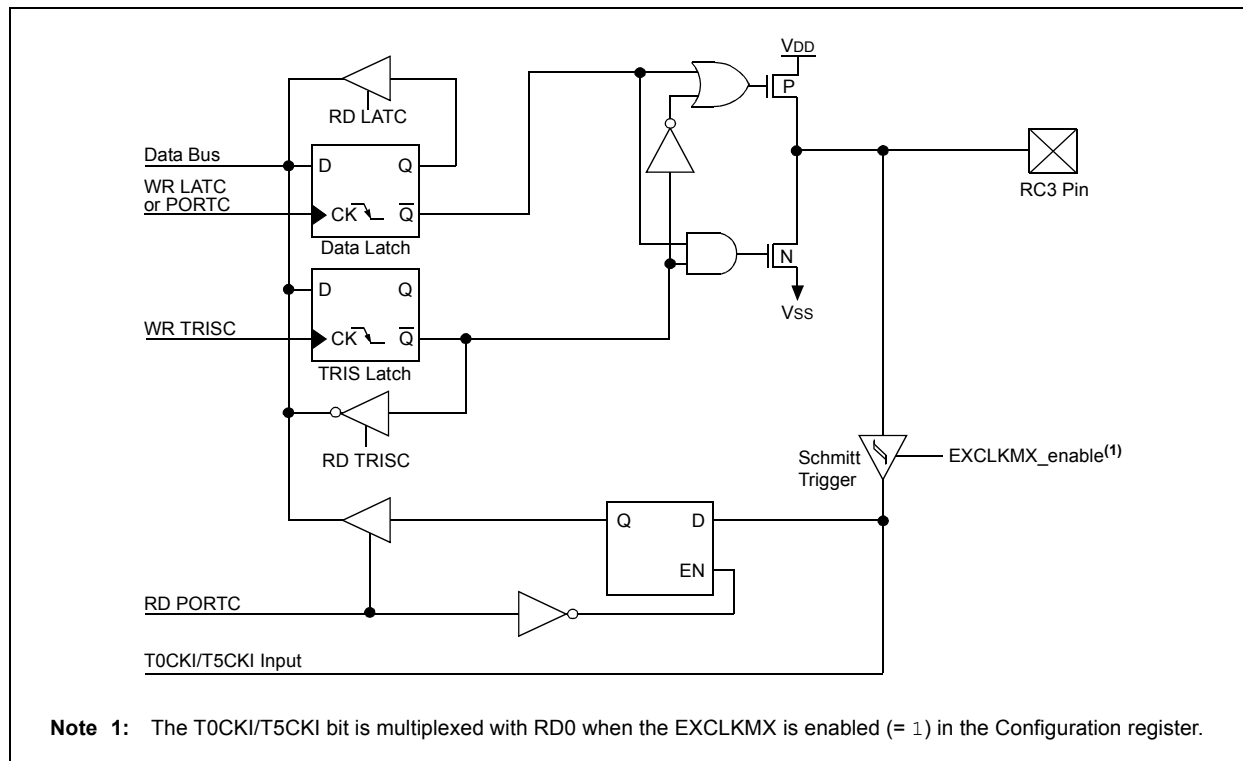 VDD
P
RD LATC
Data Bus
D Q
RC3 Pin
WR LATC
or PORTC
CK Q
Data Latch
N
D Q
VSS
WR TRISC
CK Q
TRIS Latch
RD TRISC
Schmitt
Trigger
EXCLKMX_enable(1)
Q D
EN
RD PORTC
T0CKI/T5CKI Input
Note 1: The T0CKI/T5CKI bit is multiplexed with RD0 when the EXCLKMX is enabled (= 1) in the Configuration register.